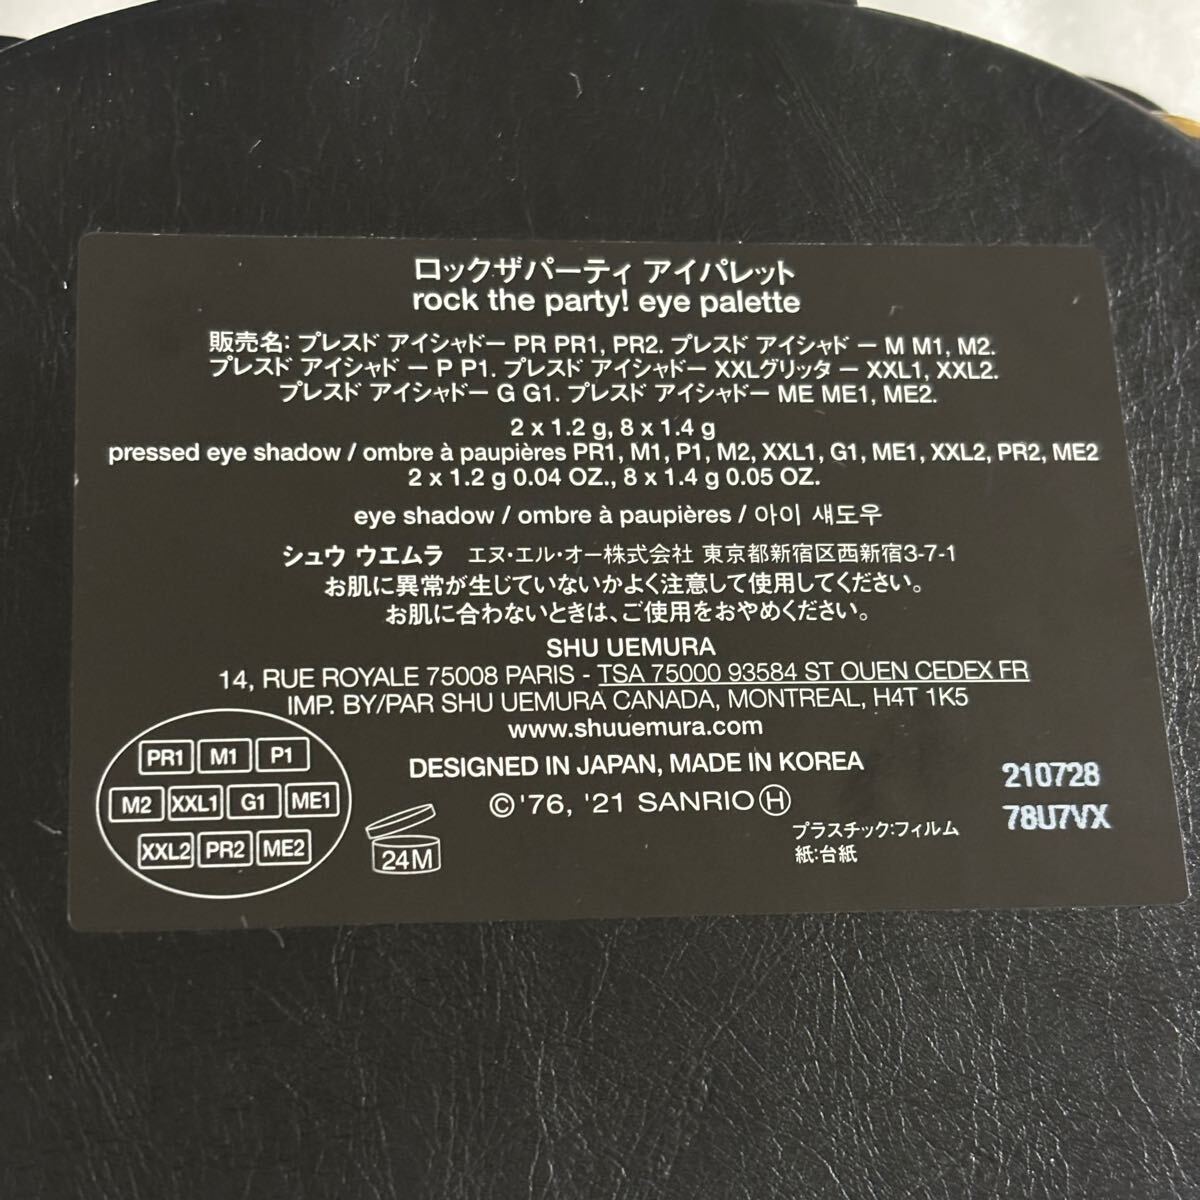 ロックザパーティ アイパレット
rock the party! eye palette
販売名: プレスド アイシャドー PR PR1, PR2. プレスド アイシャド ー M M1, M2.
プレスド アイシャド ー P P1. プレスド アイシャドー XXLグリッタ ー XXL1, XXL2.
プレスド アイシャドー G G1. プレスド アイシャドー ME ME1, ME2.
2 x 1.2 g, 8 x 1.4 g
pressed eye shadow / ombre à paupières PR1, M1, P1, M2, XXL1, G1, ME1, XXL2, PR2, ME2
2 x 1.2 g 0.04 OZ., 8 x 1.4 g 0.05 OZ.
eye shadow / ombre à paupières / 아이 섀도우
シュウ ウエムラ エヌ・エル・オー株式会社 東京都新宿区西新宿3-7-1
お肌に異常が生じていないかよく注意して使用してください。
お肌に合わないときは、ご使用をおやめください。
SHU UEMURA
14, RUE ROYALE 75008 PARIS - TSA 75000 93584 ST OUEN CEDEX FR
IMP. BY/PAR SHU UEMURA CANADA, MONTREAL, H4T 1K5
www.shuuemura.com
DESIGNED IN JAPAN, MADE IN KOREA
©'76, '21 SANRIO Ⓗ
PR1 M1 P1
M2 XXL1 G1 ME1
XXL2 PR2 ME2
24M
プラスチック:フィルム
紙:台紙
210728
78U7VX